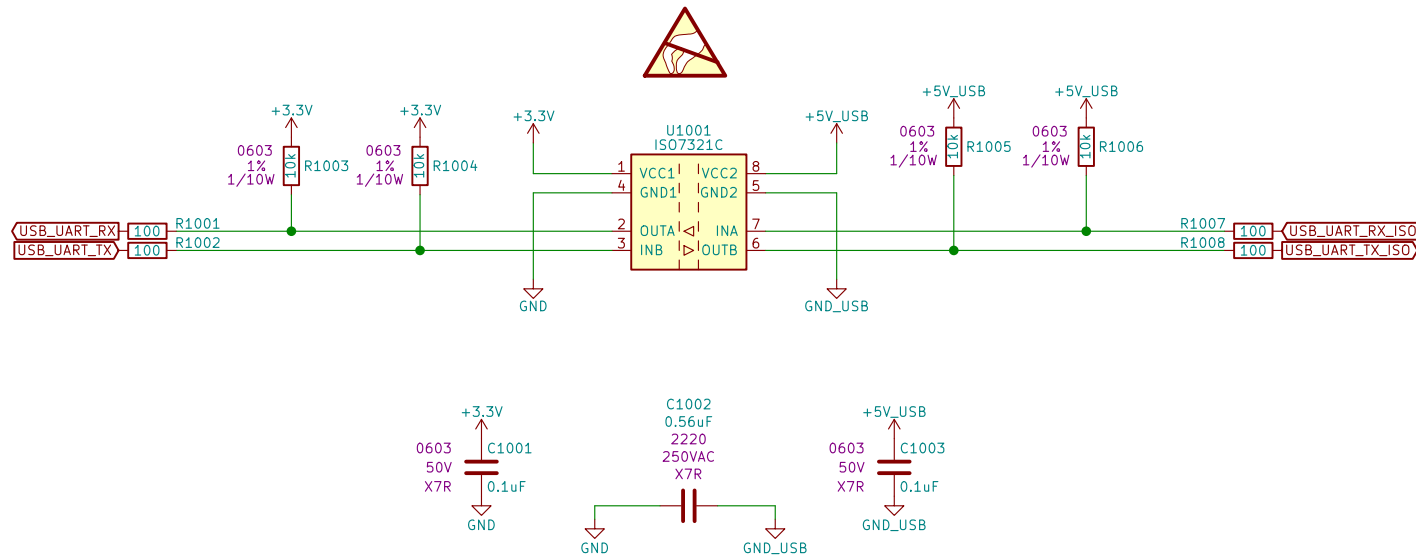 +3.3V
0603
1%
1/10W
10k
R1003
+3.3V
0603
1%
1/10W
10k
R1004
+3.3V
U1001
ISO7321C
+5V_USB
+5V_USB
0603
1%
1/10W
10k
R1005
+5V_USB
0603
1%
1/10W
10k
R1006
1 VCC1 VCC2 8
4 GND1 GND2 5
2 OUTA INA 7
3 INB OUTB 6
USB_UART_RX 100 R1001
USB_UART_TX 100 R1002
R1007 100 USB_UART_RX_ISO
R1008 100 USB_UART_TX_ISO
GND
GND_USB
+3.3V
0603 C1001
50V
X7R 0.1uF
GND
C1002
0.56uF
2220
250VAC
X7R
GND
GND_USB
+5V_USB
0603 C1003
50V
X7R 0.1uF
GND_USB